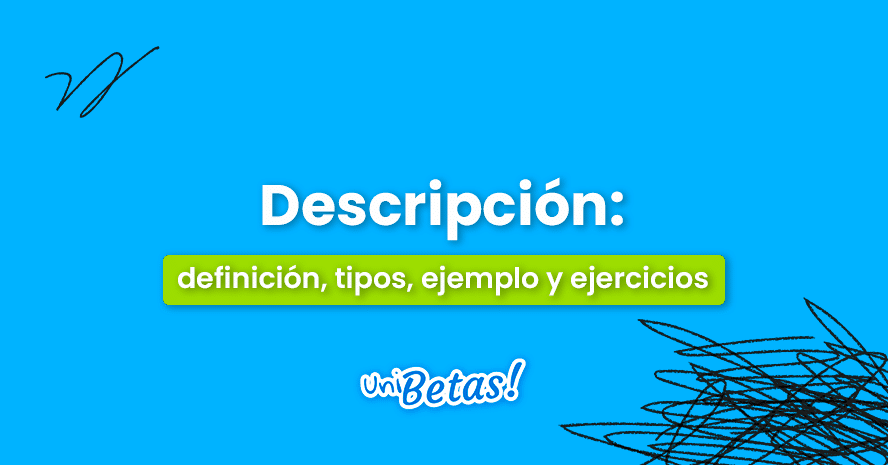 Descripción:
definición, tipos, ejemplo y ejercicios
uniBetas!